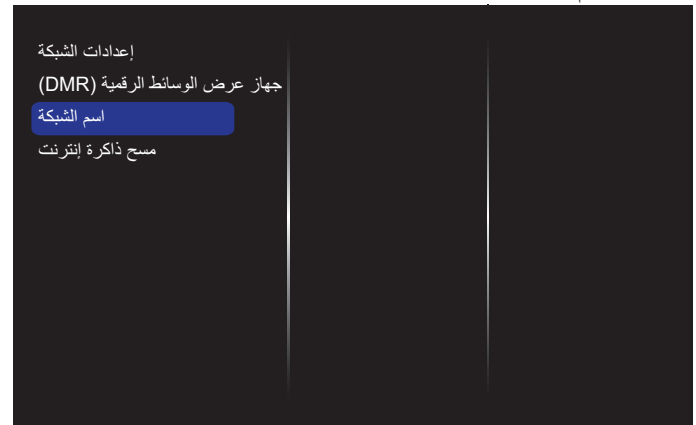 إعدادات الشبكة
جهاز عرض الوسائط الرقمية (DMR)
اسم الشبكة
مسح ذاكرة إنترنت